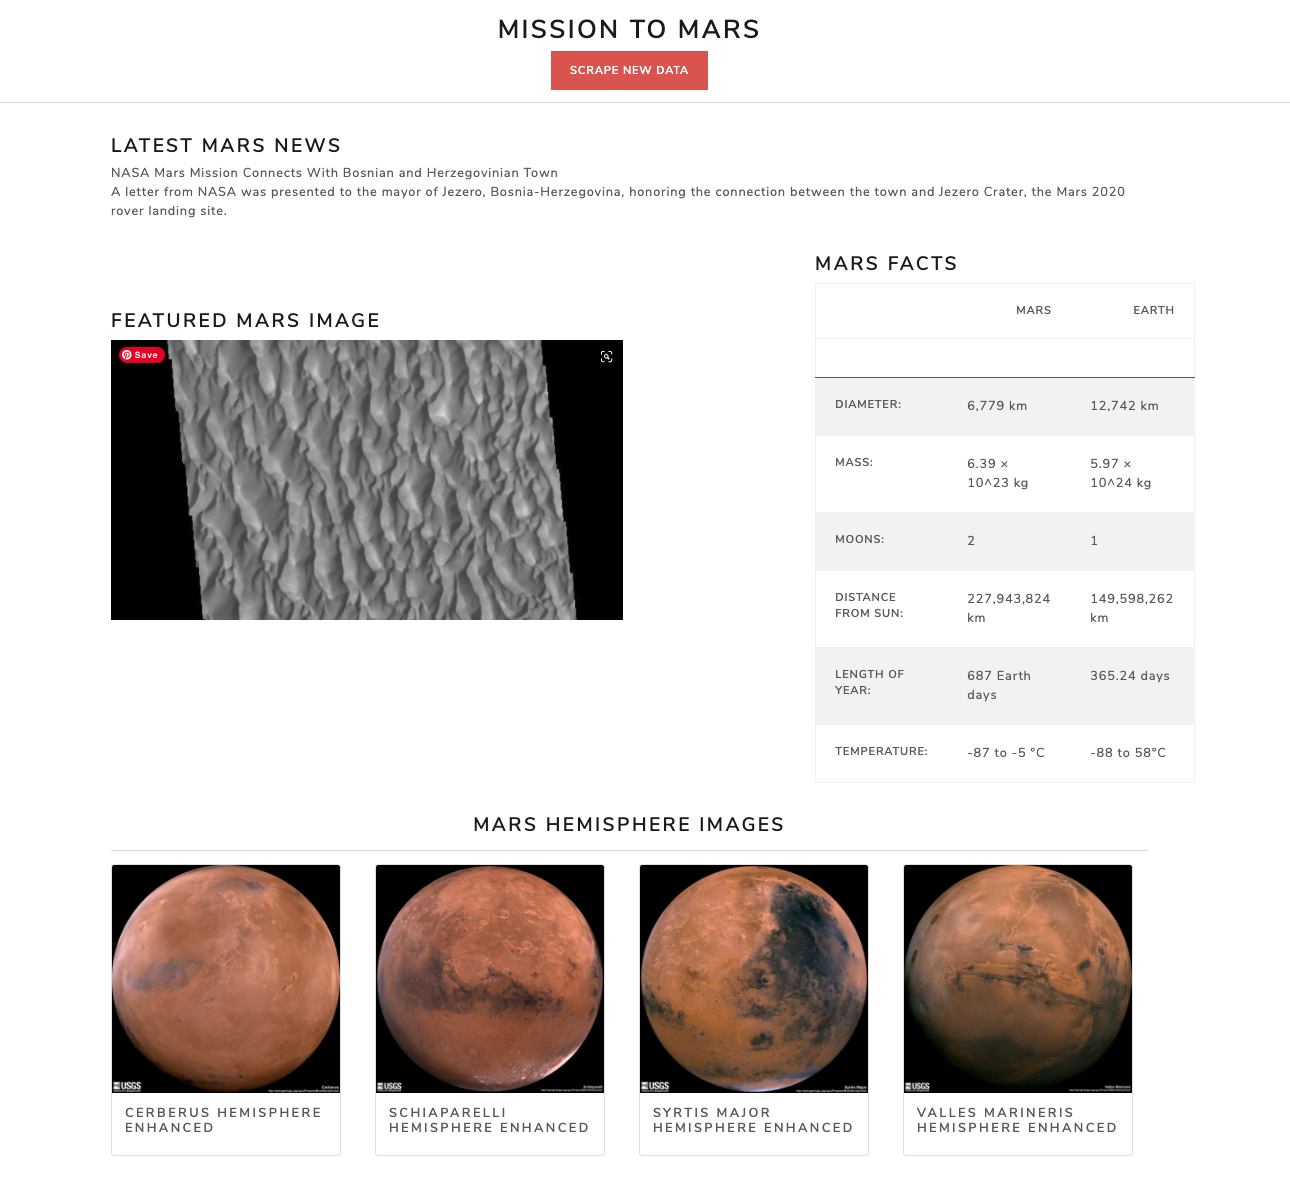 MISSION TO MARS
SCRAPE NEW DATA
LATEST MARS NEWS
NASA Mars Mission Connects With Bosnian and Herzegovinian Town
A letter from NASA was presented to the mayor of Jezero, Bosnia-Herzegovina, honoring the connection between the town and Jezero Crater, the Mars 2020
rover landing site.
FEATURED MARS IMAGE
Save
MARS FACTS
MARS EARTH
DIAMETER: 6,779 km 12,742 km
MASS: 6.39 × 5.97 ×
10^23 kg 10^24 kg
MOONS: 2 1
DISTANCE 227,943,824 149,598,262
FROM SUN: km km
LENGTH OF 687 Earth 365.24 days
YEAR: days
TEMPERATURE: -87 to -5 °C -88 to 58°C
MARS HEMISPHERE IMAGES
USGS Cerberus
USGS Schiaparelli
USGS Syrtis Major
USGS Valles Marineris
CERBERUS HEMISPHERE
ENHANCED
SCHIAPARELLI
HEMISPHERE ENHANCED
SYRTIS MAJOR
HEMISPHERE ENHANCED
VALLES MARINERIS
HEMISPHERE ENHANCED